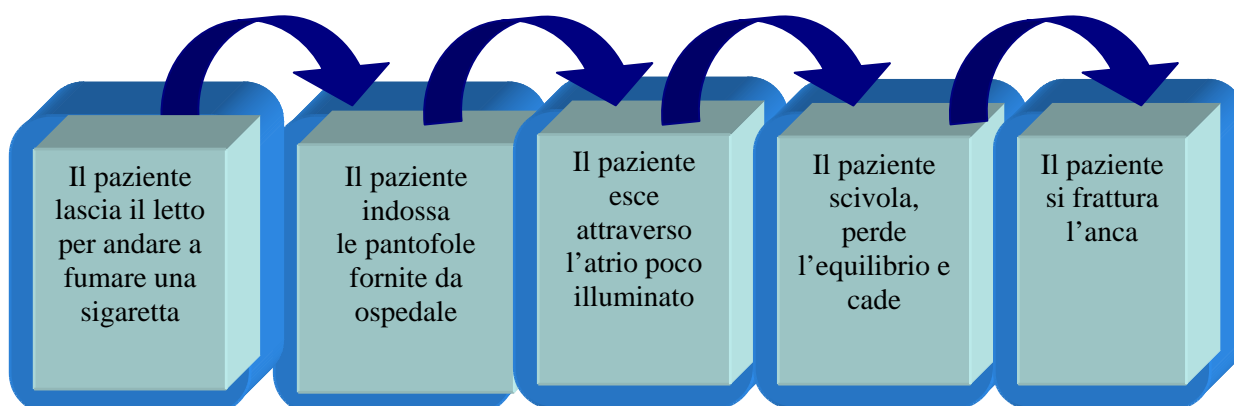 Il paziente
lascia il letto
per andare a
fumare una
sigaretta
Il paziente
indossa
le pantofole
fornite da
ospedale
Il paziente
esce
attraverso
l’atrio poco
illuminato
Il paziente
scivola,
perde
l’equilibrio e
cade
Il paziente
si frattura
l’anca